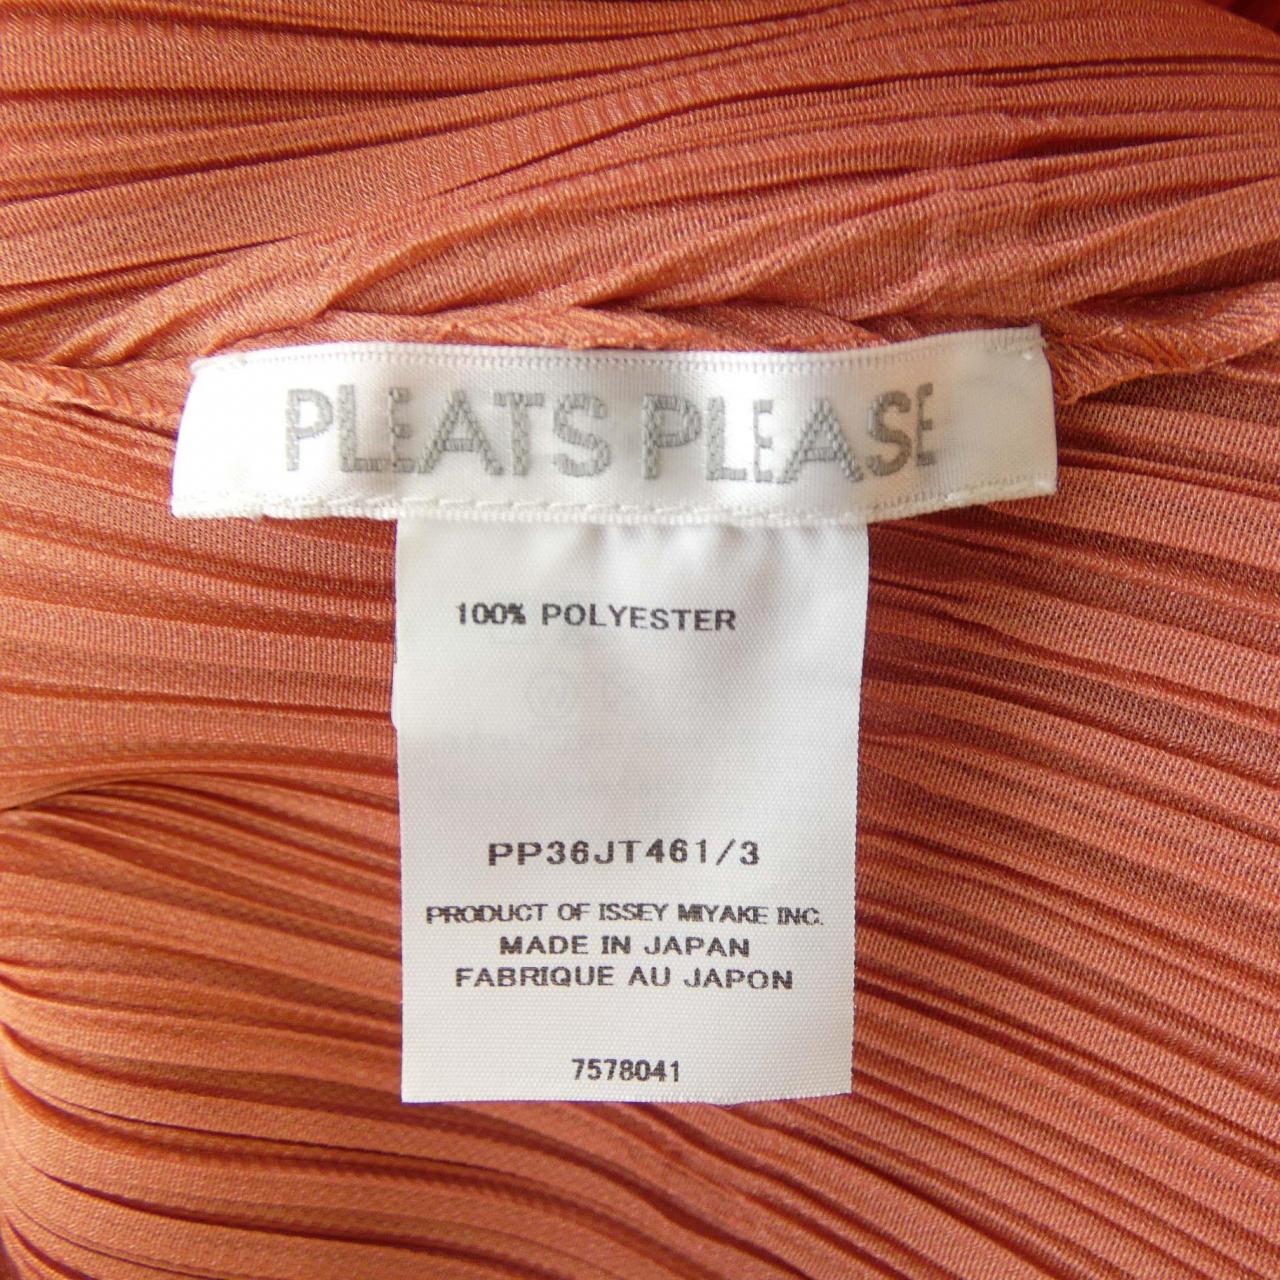 PLEATS PLEASE
100% POLYESTER
PP36JT461/3
PRODUCT OF ISSEY MIYAKE INC.
MADE IN JAPAN
FABRIQUE AU JAPON
7578041